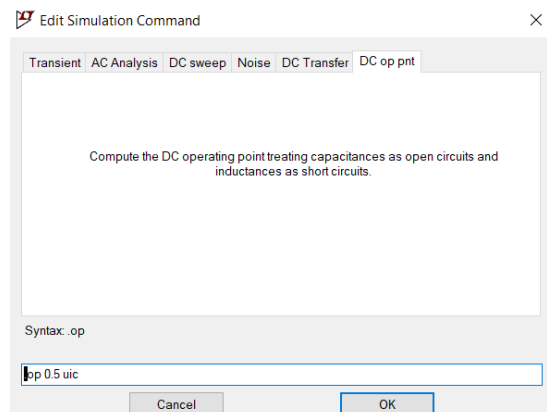 Edit Simulation Command
Transient AC Analysis DC sweep Noise DC Transfer DC op pnt
Compute the DC operating point treating capacitances as open circuits and
inductances as short circuits.
Syntax: .op
.op 0.5 uic
Cancel OK